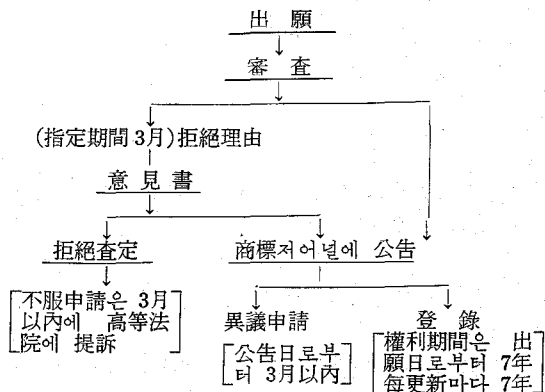 出願
審査
(指定期間 3月)拒絕理由
意見書
拒絕査定
商標저어널에 公告
不服申請은 3月
以內에 高等法
院에 提訴
異議申請
公告日로부
터 3月以內
登錄
權利期間은 出
願日로부터 7年
每更新마다 7年